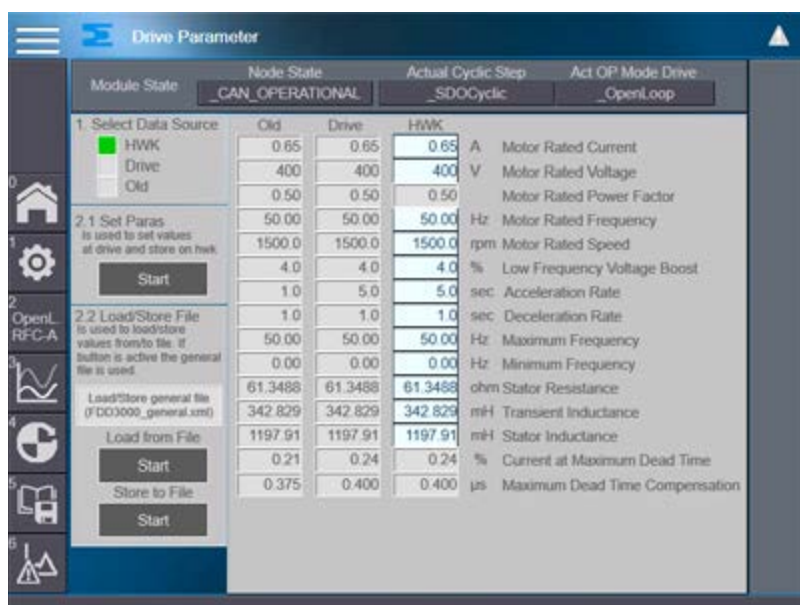 Drive Parameter
Module State
Node State Actual Cyclic Step Act OP Mode Drive
_CAN_OPERATIONAL _SDOCyclic _OpenLoop
1. Select Data Source
HWK
Drive
Old
2.1 Set Paras
Is used to set values
at drive and store on hwk
Start
2.2 Load/Store File
Is used to load/store
values from/to file. If
button is active the general
file is used.
Load/Store general file
(FDD3000_general.xml)
Load from File
Start
Store to File
Start
Old Drive HWK
0.65 0.65 0.65 A Motor Rated Current
400 400 400 V Motor Rated Voltage
0.50 0.50 0.50 Motor Rated Power Factor
50.00 50.00 50.00 Hz Motor Rated Frequency
1500.0 1500.0 1500.0 rpm Motor Rated Speed
4.0 4.0 4.0 % Low Frequency Voltage Boost
1.0 5.0 5.0 sec Acceleration Rate
1.0 1.0 1.0 sec Deceleration Rate
50.00 50.00 50.00 Hz Maximum Frequency
0.00 0.00 0.00 Hz Minimum Frequency
61.3488 61.3488 61.3488 ohm Stator Resistance
342.829 342.829 342.829 mH Transient Inductance
1197.91 1197.91 1197.91 mH Stator Inductance
0.21 0.24 0.24 % Current at Maximum Dead Time
0.375 0.400 0.400 µs Maximum Dead Time Compensation
0
1
2
OpenL.
RFC-A
3
4
5
6